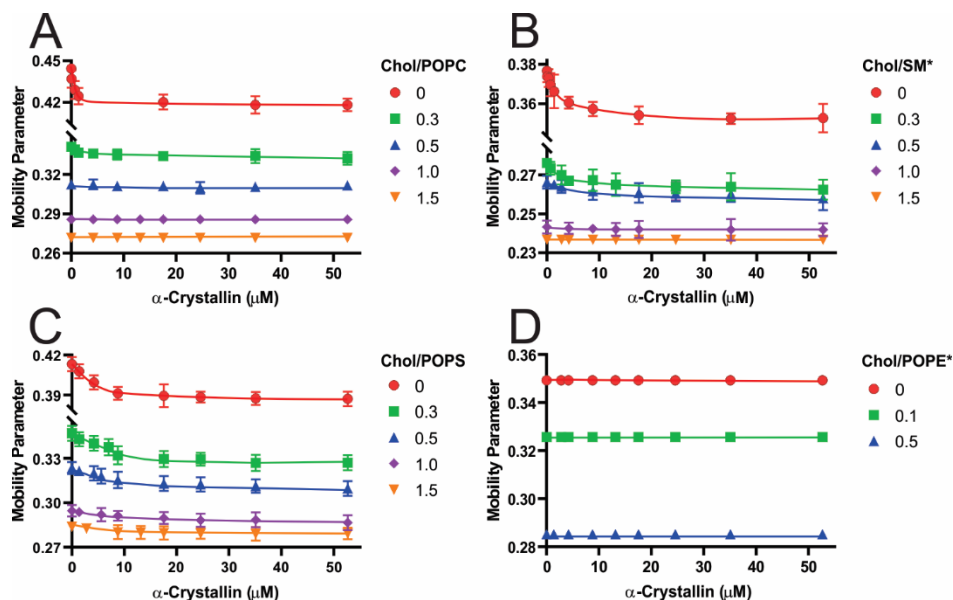 A
Mobility Parameter
0.45
0.42
0.32
0.29
0.26
0 10 20 30 40 50
α-Crystallin (μM)
Chol/POPC
0
0.3
0.5
1.0
1.5
B
Mobility Parameter
0.38
0.36
0.27
0.25
0.23
0 10 20 30 40 50
α-Crystallin (μM)
Chol/SM*
0
0.3
0.5
1.0
1.5
C
Mobility Parameter
0.42
0.39
0.33
0.30
0.27
0 10 20 30 40 50
α-Crystallin (μM)
Chol/POPS
0
0.3
0.5
1.0
1.5
D
Mobility Parameter
0.36
0.34
0.32
0.30
0.28
0 10 20 30 40 50
α-Crystallin (μM)
Chol/POPE*
0
0.1
0.5